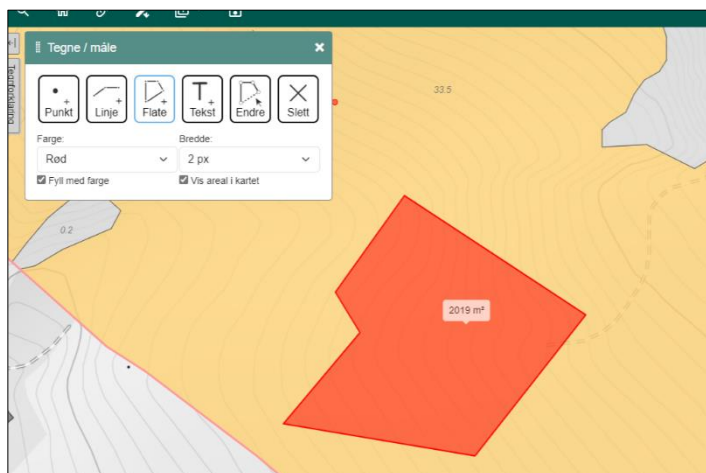 Tegne / måle
Punkt
Linje
Flate
Tekst
Endre
Slett
Farge:
Bredde:
Rød
2 px
Fyll med farge
Vis areal i kartet
Tegnforklaring
33.5
0.2
2019 m²